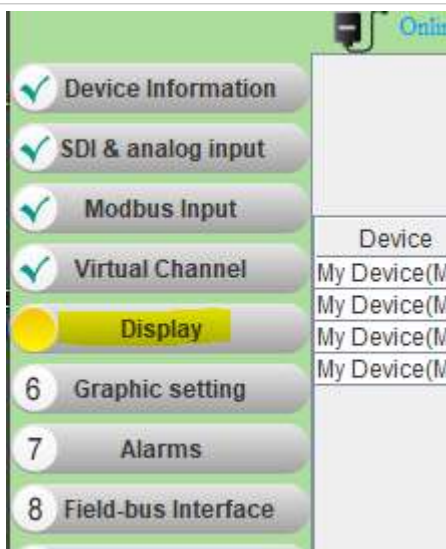 Device Information
SDI & analog input
Modbus Input
Virtual Channel
Display
6 Graphic setting
7 Alarms
8 Field-bus Interface
Device
My Device(M
My Device(M
My Device(M
My Device(M